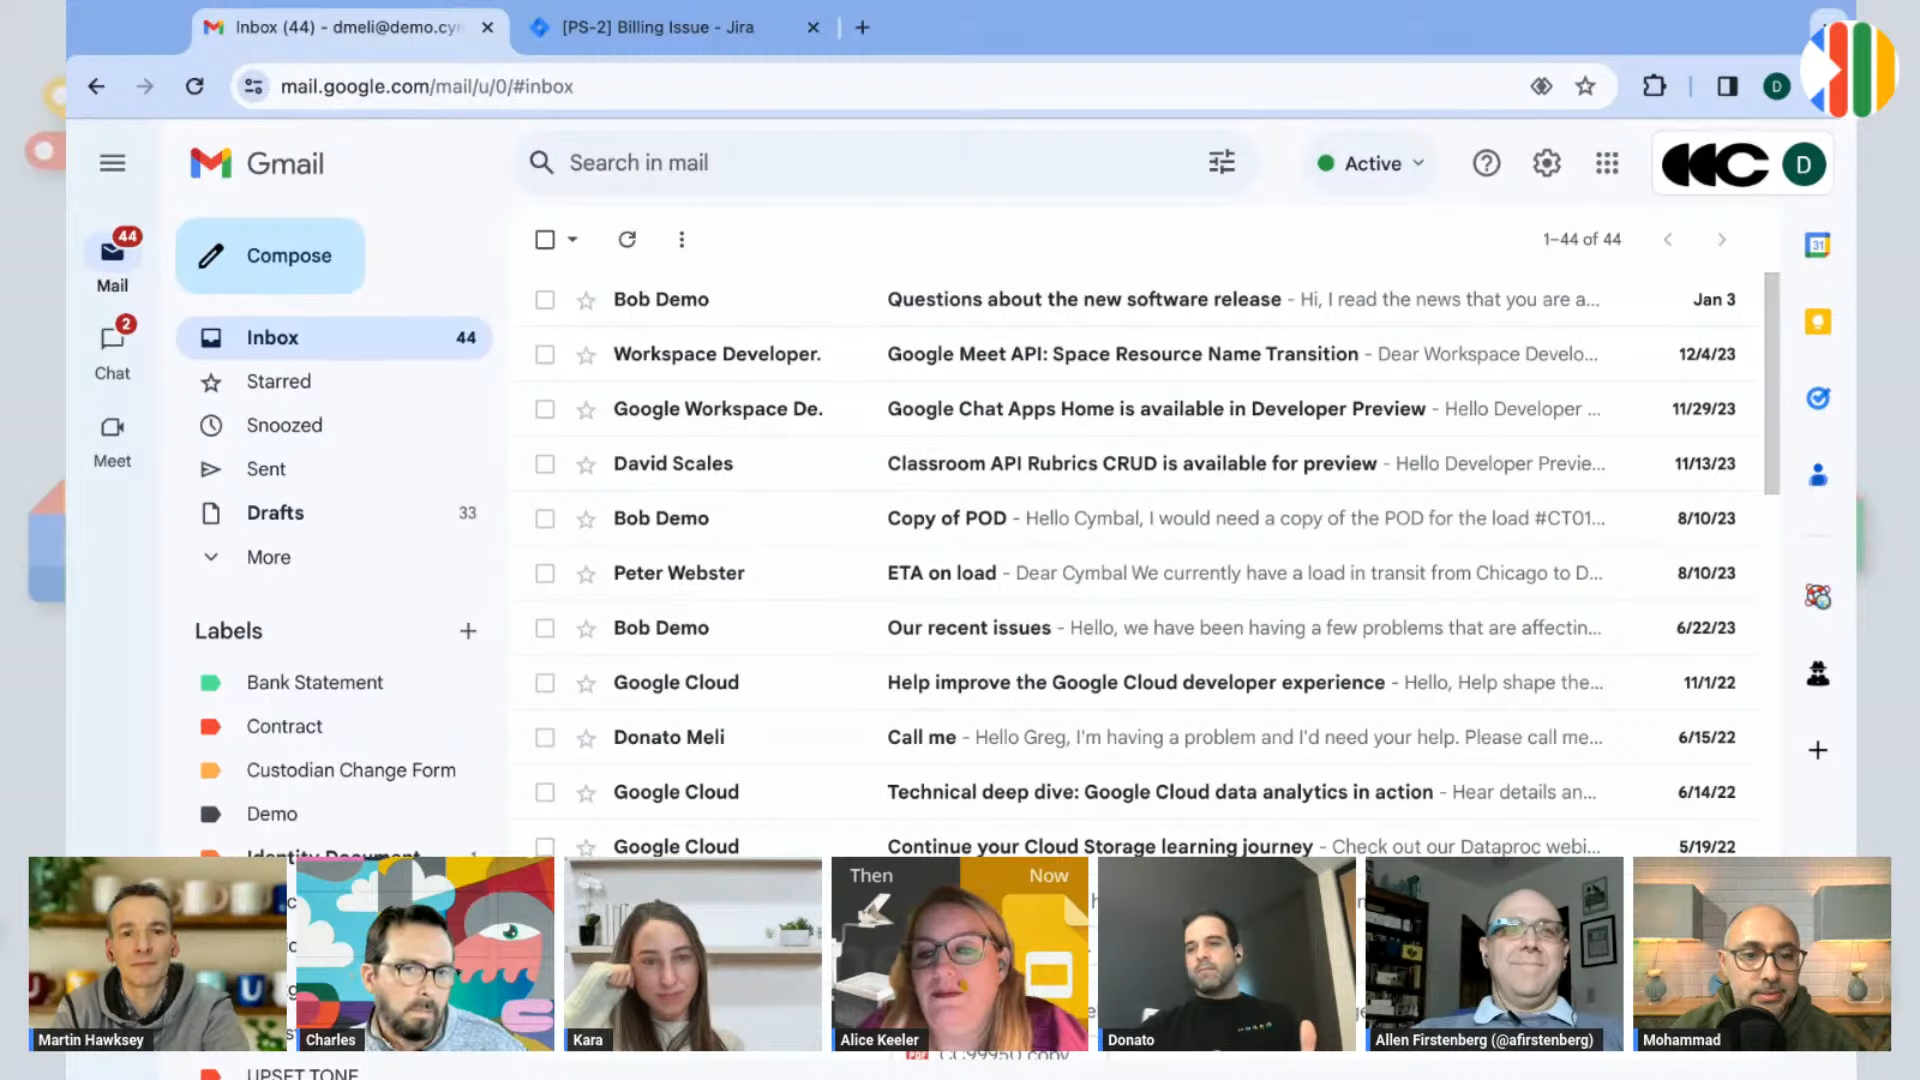 Inbox (44) - dmeli@demo.cy
[PS-2] Billing Issue - Jira
mail.google.com/mail/u/0/#inbox
D
Gmail
Search in mail
Active
D
44
Mail
2
Chat
Meet
Compose
Inbox 44
Starred
Snoozed
Sent
Drafts 33
More
Labels
Bank Statement
Contract
Custodian Change Form
Demo
Identity Document 1
UPSET TONE
1–44 of 44
Bob Demo Questions about the new software release - Hi, I read the news that you are a... Jan 3
Workspace Developer. Google Meet API: Space Resource Name Transition - Dear Workspace Develo... 12/4/23
Google Workspace De. Google Chat Apps Home is available in Developer Preview - Hello Developer ... 11/29/23
David Scales Classroom API Rubrics CRUD is available for preview - Hello Developer Previe... 11/13/23
Bob Demo Copy of POD - Hello Cymbal, I would need a copy of the POD for the load #CT01... 8/10/23
Peter Webster ETA on load - Dear Cymbal We currently have a load in transit from Chicago to D... 8/10/23
Bob Demo Our recent issues - Hello, we have been having a few problems that are affectin... 6/22/23
Google Cloud Help improve the Google Cloud developer experience - Hello, Help shape the... 11/1/22
Donato Meli Call me - Hello Greg, I'm having a problem and I'd need your help. Please call me... 6/15/22
Google Cloud Technical deep dive: Google Cloud data analytics in action - Hear details an... 6/14/22
Google Cloud Continue your Cloud Storage learning journey - Check out our Dataproc webi... 5/19/22
31
Then Now
Martin Hawksey
Charles
Kara
Alice Keeler
Donato
Allen Firstenberg (@afirstenberg)
Mohammad